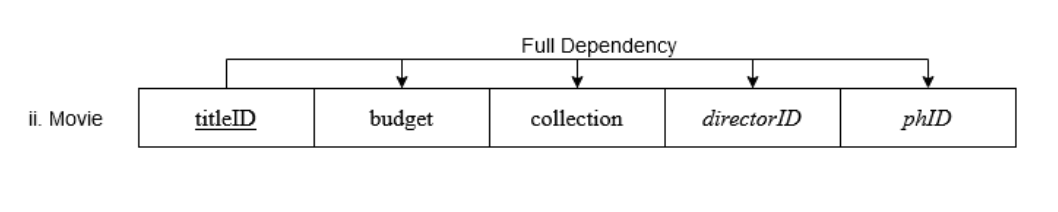 Full Dependency
ii. Movie titleID budget collection directorID phID